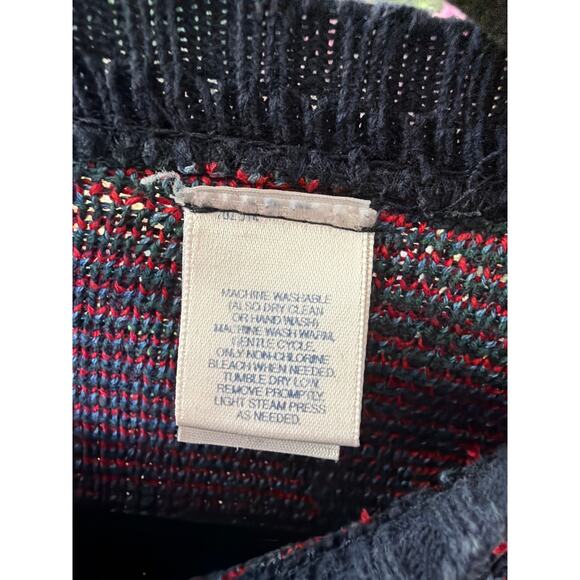 MACHINE WASHABLE
(ALSO DRY CLEAN
OR HAND WASH)
MACHINE WASH WARM,
GENTLE CYCLE.
ONLY NON-CHLORINE
BLEACH WHEN NEEDED.
TUMBLE DRY LOW.
REMOVE PROMPTLY.
LIGHT STEAM PRESS
AS NEEDED.